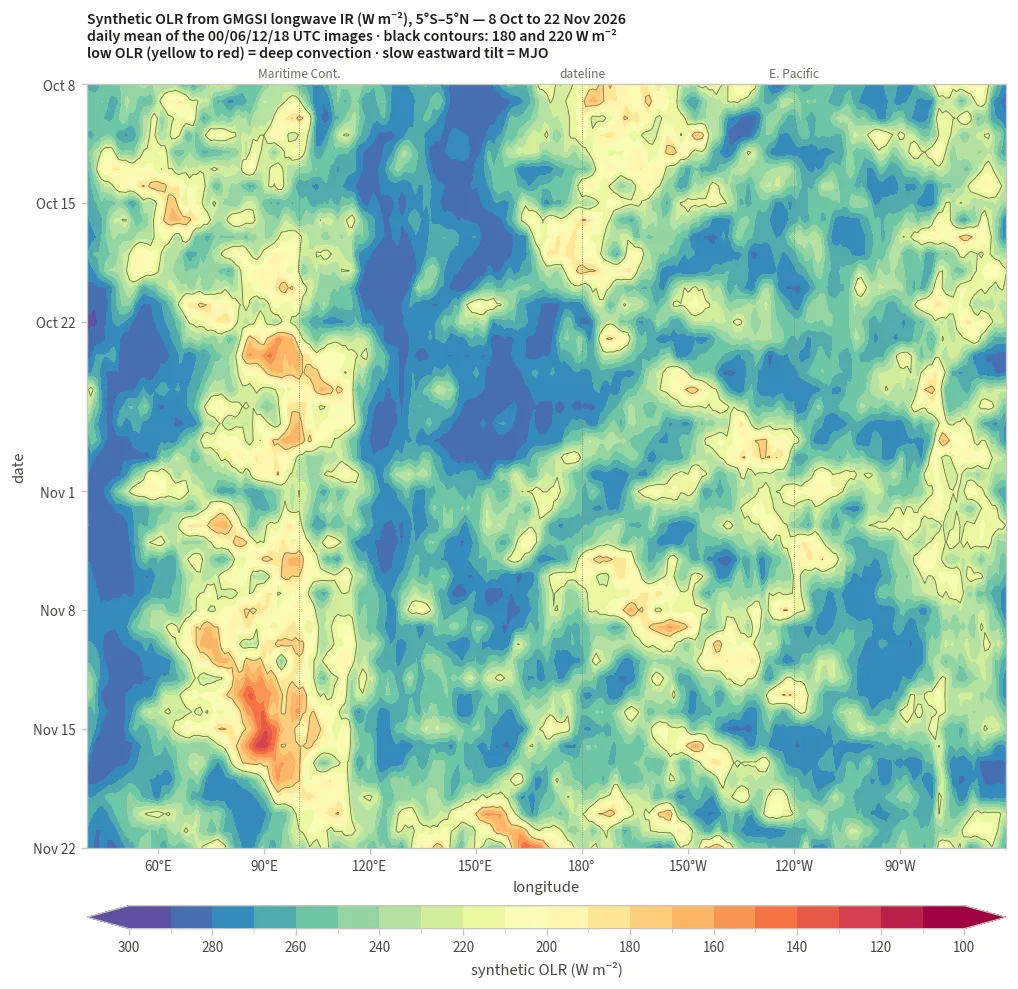 Synthetic OLR from GMGSI longwave IR (W m⁻²), 5°S–5°N — 8 Oct to 22 Nov 2026
daily mean of the 00/06/12/18 UTC images · black contours: 180 and 220 W m⁻²
low OLR (yellow to red) = deep convection · slow eastward tilt = MJO
Maritime Cont. dateline E. Pacific
Oct 8
Oct 15
Oct 22
Nov 1
Nov 8
Nov 15
Nov 22
date
60°E 90°E 120°E 150°E 180° 150°W 120°W 90°W
longitude
300 280 260 240 220 200 180 160 140 120 100
synthetic OLR (W m⁻²)